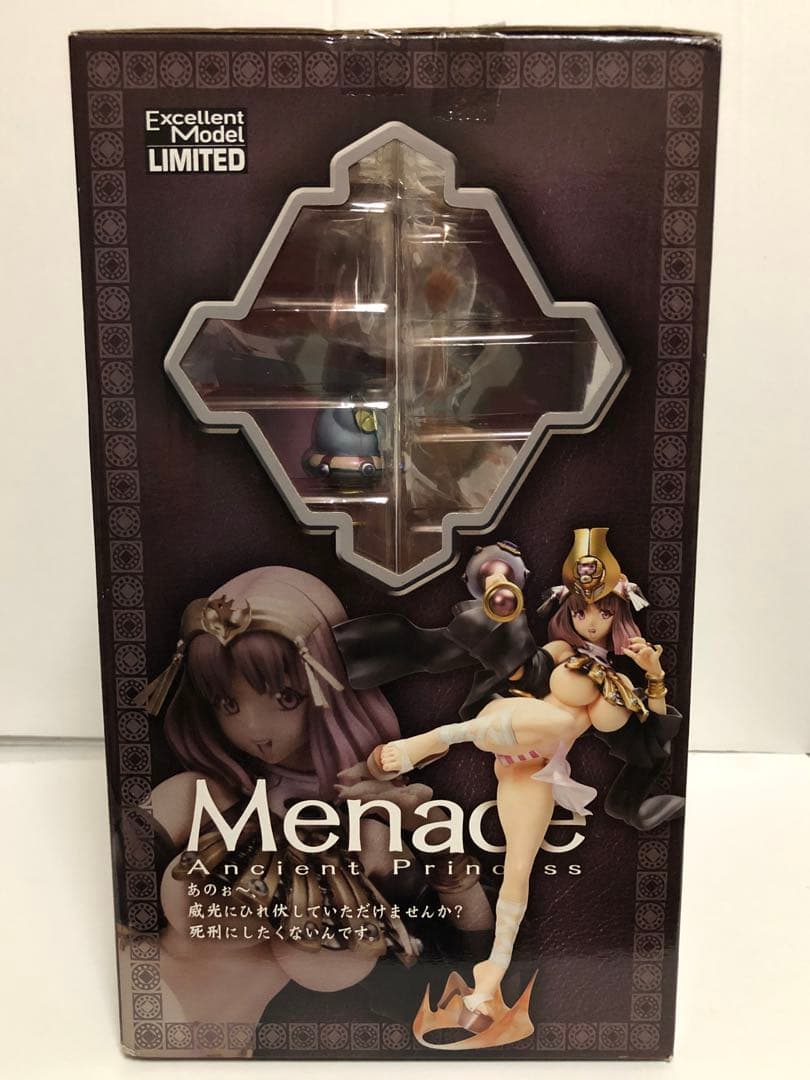 Excellent
Model
LIMITED
Menace
Ancient Princess
あのぉ〜、
威光にひれ伏していただけませんか?
死刑にしたくないんです。